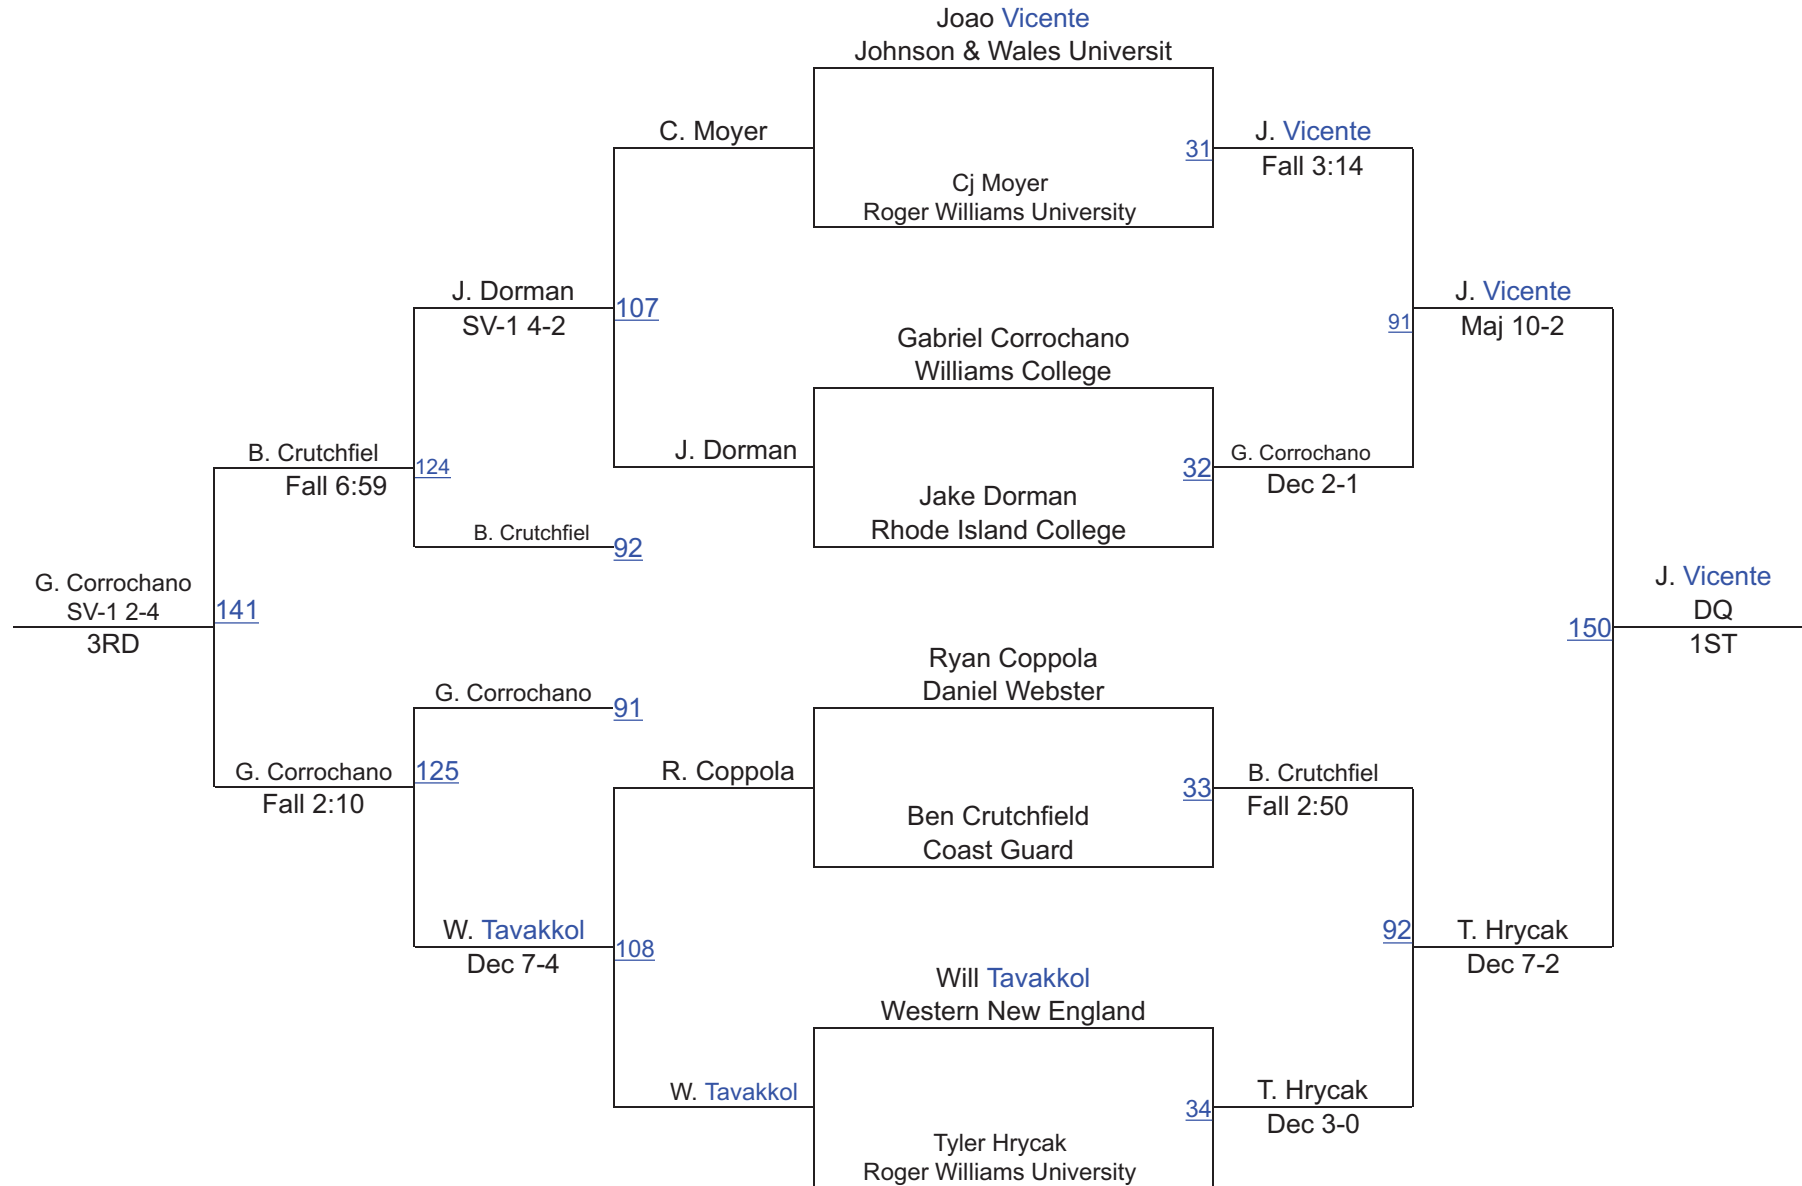 Joao Vicente
Johnson & Wales Universit
C. Moyer
J. Vicente
31
Fall 3:14
Cj Moyer
Roger Williams University
J. Dorman
107
SV-1 4-2
J. Vicente
91
Maj 10-2
Gabriel Corrochano
Williams College
B. Crutchfiel
124
Fall 6:59
J. Dorman
G. Corrochano
32
Dec 2-1
Jake Dorman
Rhode Island College
B. Crutchfiel
92
G. Corrochano
SV-1 2-4
141
3RD
J. Vicente
DQ
150
1ST
Ryan Coppola
Daniel Webster
G. Corrochano
91
G. Corrochano
125
Fall 2:10
R. Coppola
B. Crutchfiel
33
Fall 2:50
Ben Crutchfield
Coast Guard
W. Tavakkol
108
Dec 7-4
92
T. Hrycak
Dec 7-2
Will Tavakkol
Western New England
W. Tavakkol
T. Hrycak
34
Dec 3-0
Tyler Hrycak
Roger Williams University